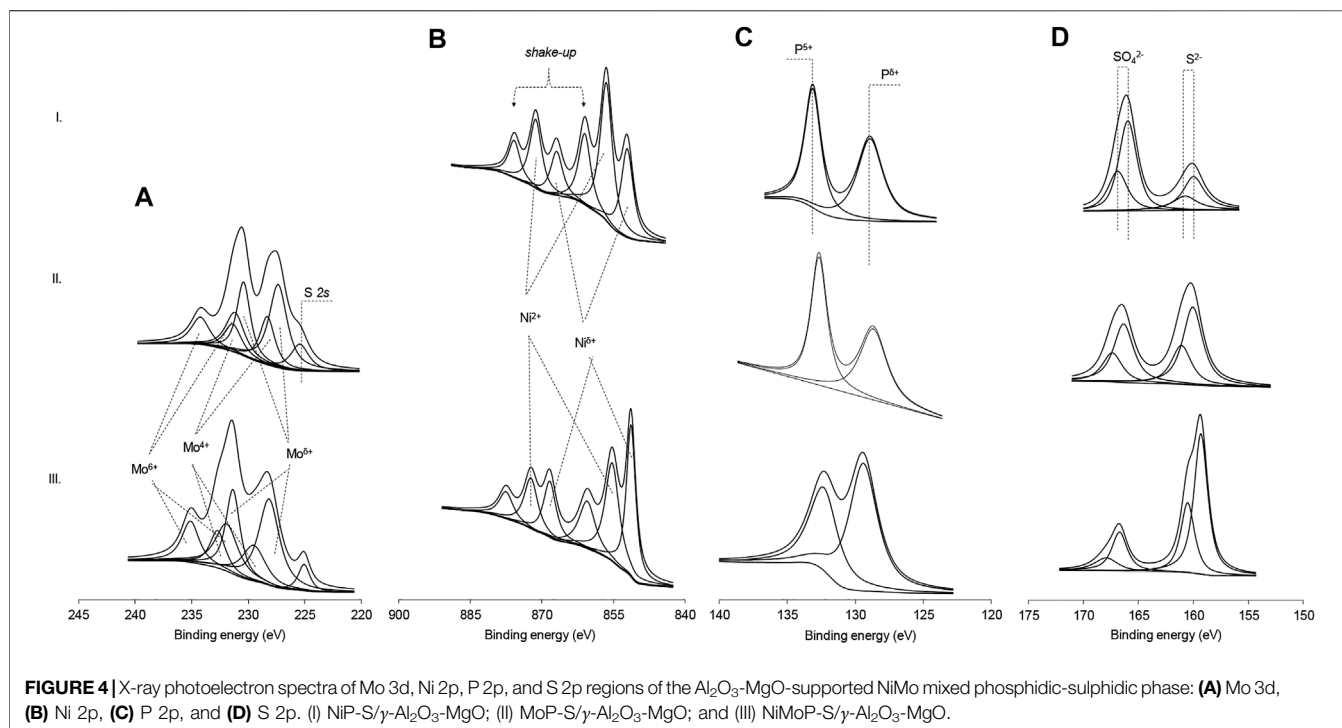 A
B
C
D
shake-up
P⁵⁺
Pᵟ⁺
SO₄²⁻
S²⁻
I.
II.
III.
S 2s
Ni²⁺
Niᵟ⁺
Mo⁶⁺
Mo⁴⁺
Moᵟ⁺
245 240 235 230 225 220
Binding energy (eV)
900 880 860 840
Binding energy (eV)
140 135 130 125 120
Binding energy (eV)
170 165 160 155 150
Binding energy (eV)
FIGURE 4 | X-ray photoelectron spectra of Mo 3d, Ni 2p, P 2p, and S 2p regions of the Al₂O₃-MgO-supported NiMo mixed phosphidic-sulphidic phase: (A) Mo 3d,
(B) Ni 2p, (C) P 2p, and (D) S 2p. (I) NiP-S/γ-Al₂O₃-MgO; (II) MoP-S/γ-Al₂O₃-MgO; and (III) NiMoP-S/γ-Al₂O₃-MgO.